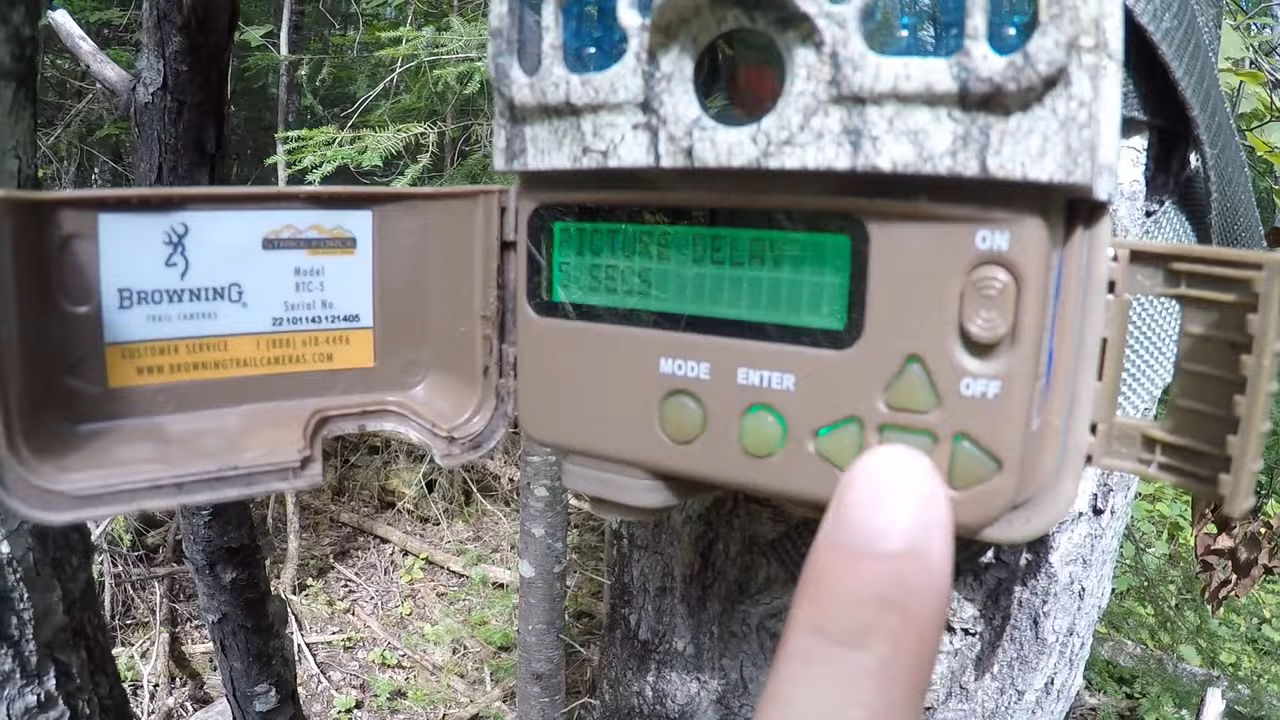 BROWNING®
TRAIL CAMERAS
STRIKE FORCE
Model
BTC-5
Serial No.
22101143121405
CUSTOMER SERVICE 1 (888) 618-4496
WWW.BROWNINGTRAILCAMERAS.COM
PICTURE DELAY
5 SECS
MODE
ENTER
ON
OFF